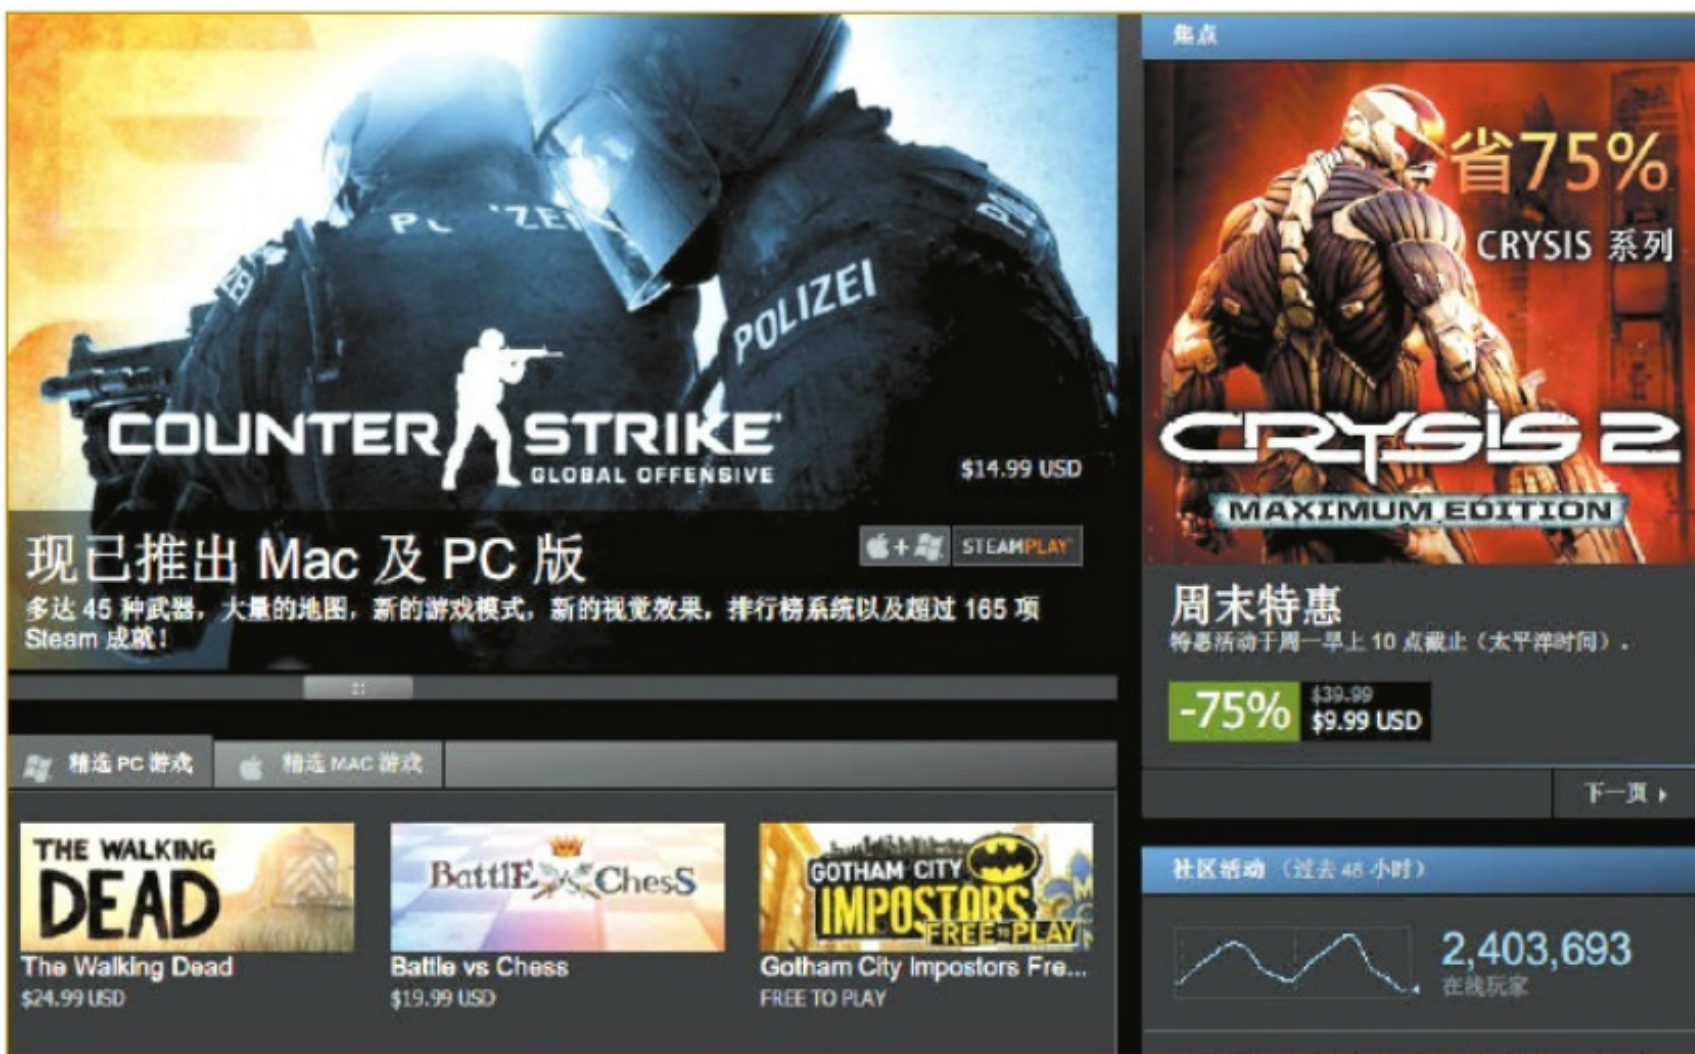 POLIZEI
COUNTER STRIKE
GLOBAL OFFENSIVE
$14.99 USD
现已推出 Mac 及 PC 版
STEAMPLAY
多达 45 种武器，大量的地图，新的游戏模式，新的视觉效果，排行榜系统以及超过 165 项
Steam 成就！
精选 PC 游戏
精选 MAC 游戏
THE WALKING
DEAD
The Walking Dead
$24.99 USD
BattlE vs ChesS
Battle vs Chess
$19.99 USD
GOTHAM CITY
IMPOSTORS
FREE TO PLAY
Gotham City Impostors Fre...
FREE TO PLAY
焦点
省75%
CRYSIS 系列
CRYSIS 2
MAXIMUM EDITION
周末特惠
特惠活动于周一早上 10 点截止（太平洋时间）.
-75%
$39.99
$9.99 USD
下一页
社区活动 （过去 48 小时）
2,403,693
在线玩家